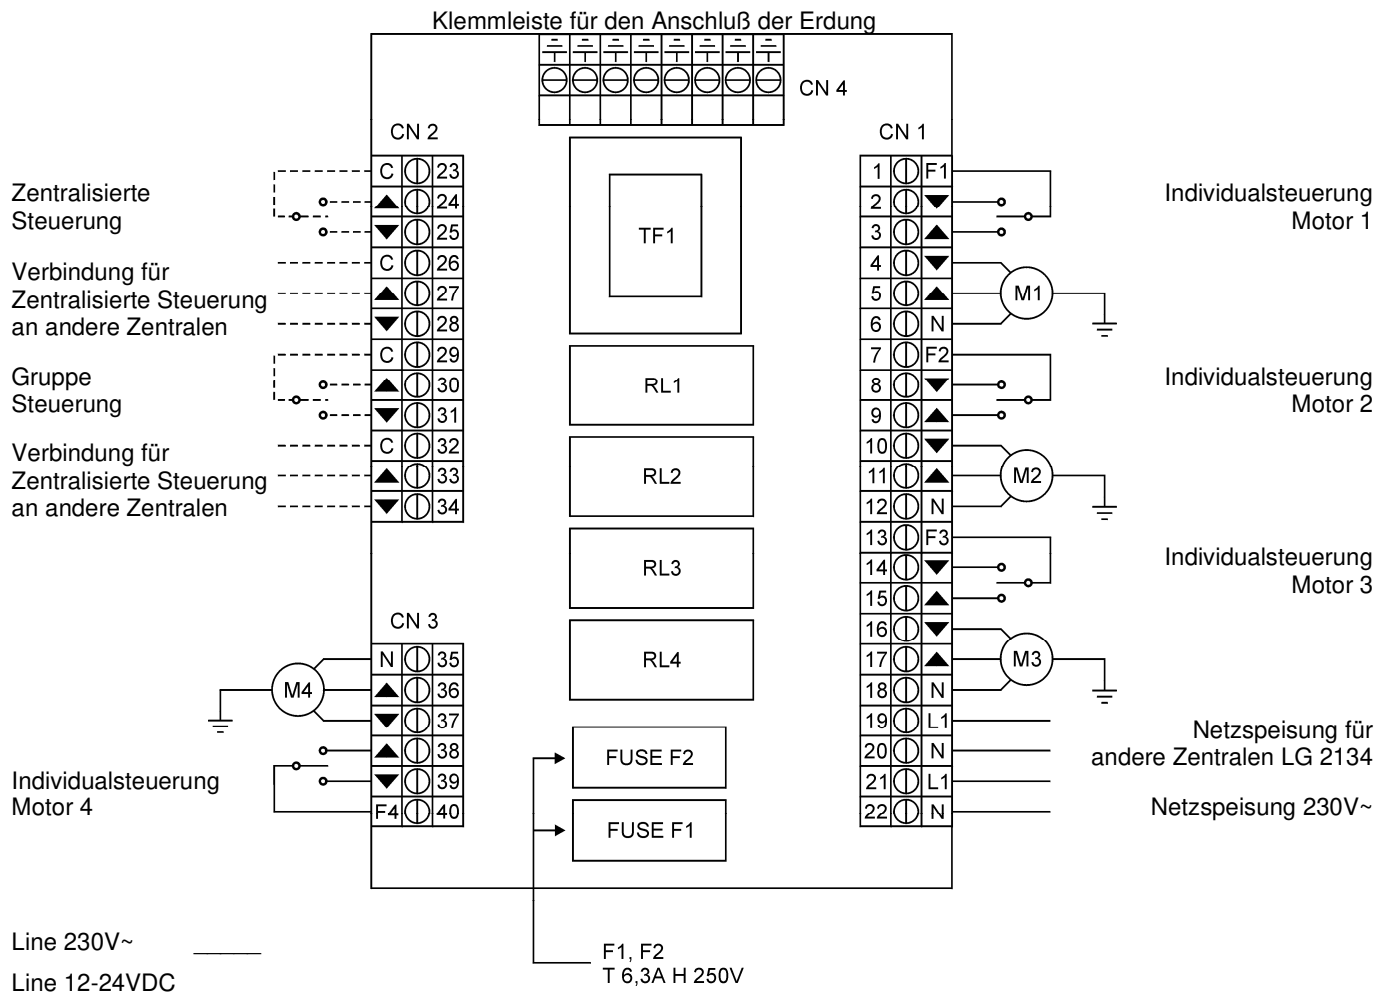 Klemmleiste für den Anschluß der Erdung
CN 4
CN 2
C 23
24
25
C 26
27
28
C 29
30
31
C 32
33
34
Zentralisierte
Steuerung
Verbindung für
Zentralisierte Steuerung
an andere Zentralen
Gruppe
Steuerung
Verbindung für
Zentralisierte Steuerung
an andere Zentralen
CN 3
N 35
36
37
38
39
F4 40
M4
Individualsteuerung
Motor 4
TF1
RL1
RL2
RL3
RL4
FUSE F2
FUSE F1
CN 1
1 F1
2
3
4
5
6 N
7 F2
8
9
10
11
12 N
13 F3
14
15
16
17
18 N
19 L1
20 N
21 L1
22 N
Individualsteuerung
Motor 1
M1
Individualsteuerung
Motor 2
M2
Individualsteuerung
Motor 3
M3
Netzspeisung für
andere Zentralen LG 2134
Netzspeisung 230V~
Line 230V~
Line 12-24VDC
F1, F2
T 6,3A H 250V